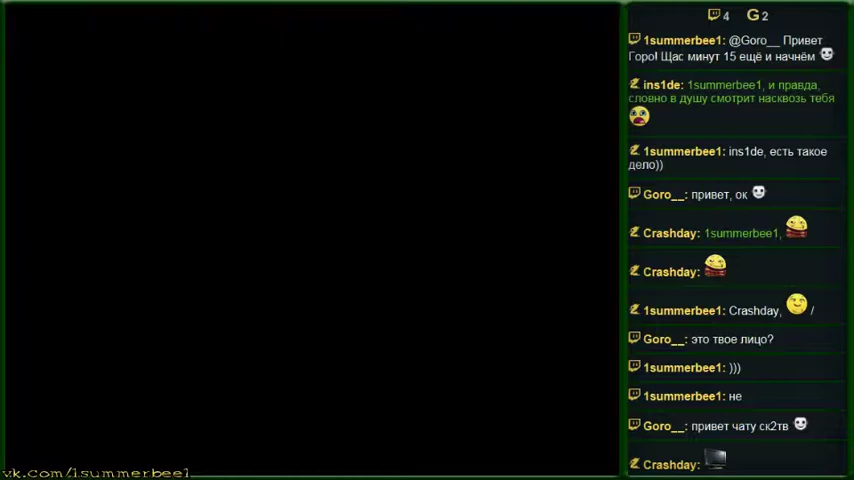 4 G 2
1summerbee1: @Goro__ Привет
Горо! Щас минут 15 ещё и начнём
ins1de: 1summerbee1, и правда,
словно в душу смотрит насквозь тебя
1summerbee1: ins1de, есть такое
дело))
Goro__: привет, ок
Crashday: 1summerbee1,
Crashday:
1summerbee1: Crashday, /
Goro__: это твое лицо?
1summerbee1: )))
1summerbee1: не
Goro__: привет чату ск2тв
Crashday:
vk.com/1summerbee1